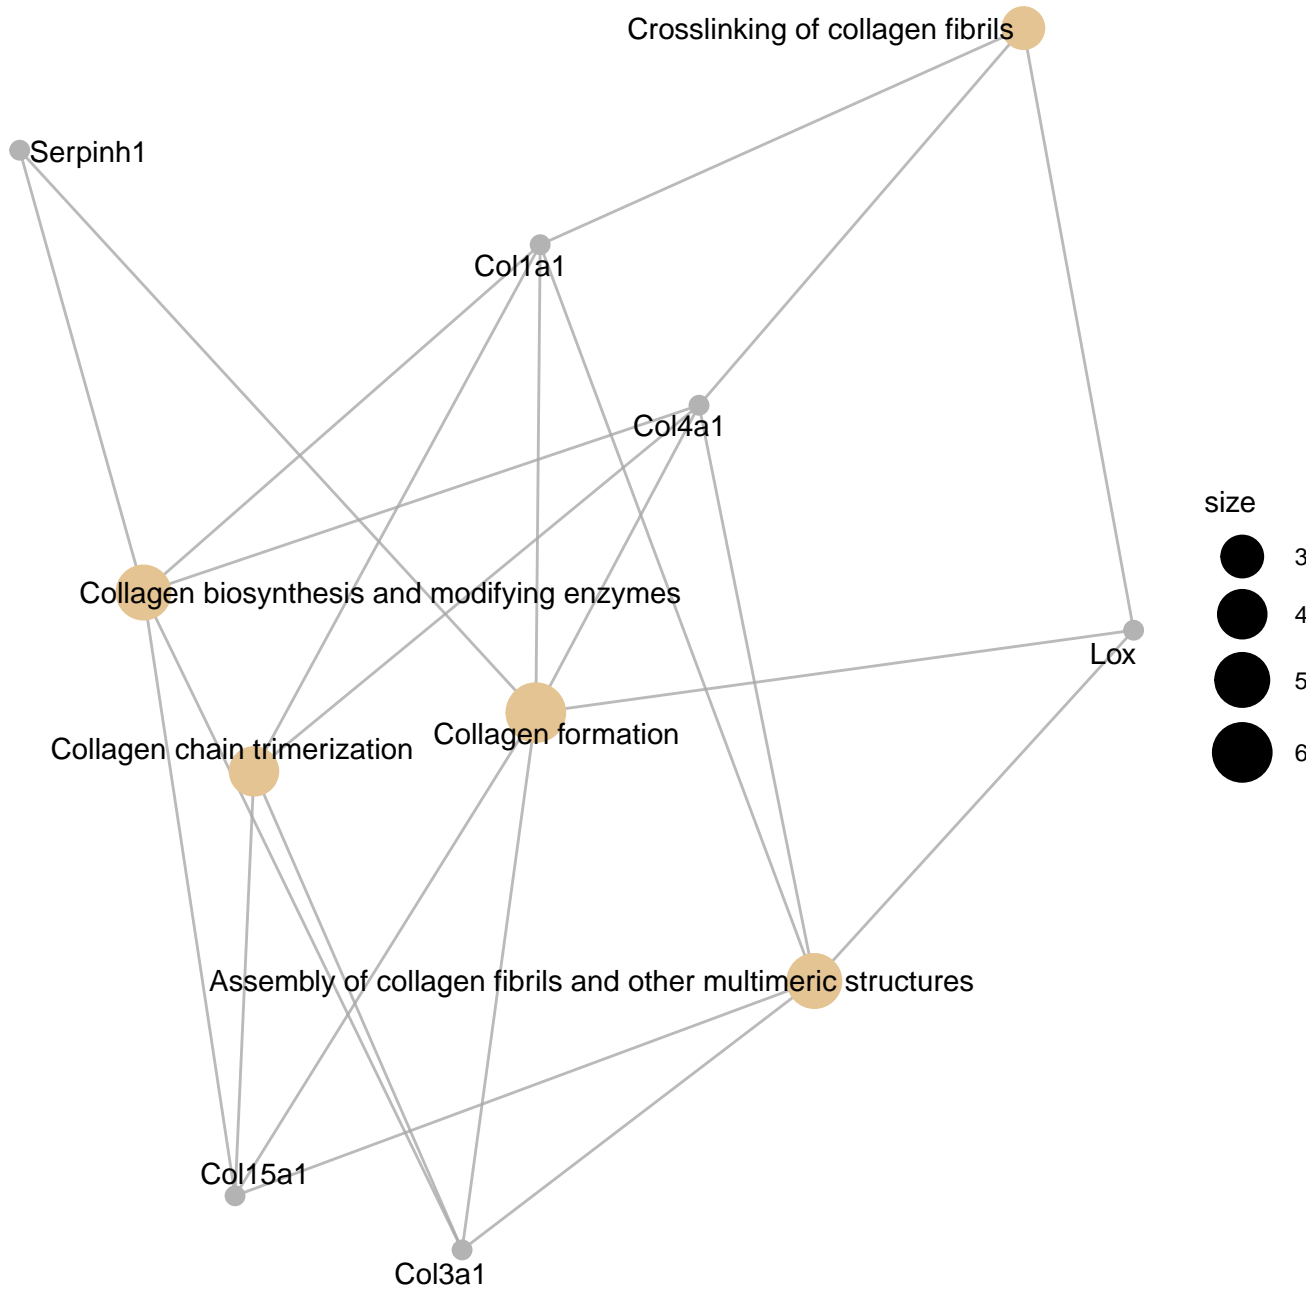 Crosslinking of collagen fibrils
Serpinh1
Col1a1
Col4a1
size
3
4
5
6
Collagen biosynthesis and modifying enzymes
Lox
Collagen formation
Collagen chain trimerization
Assembly of collagen fibrils and other multimeric structures
Col15a1
Col3a1